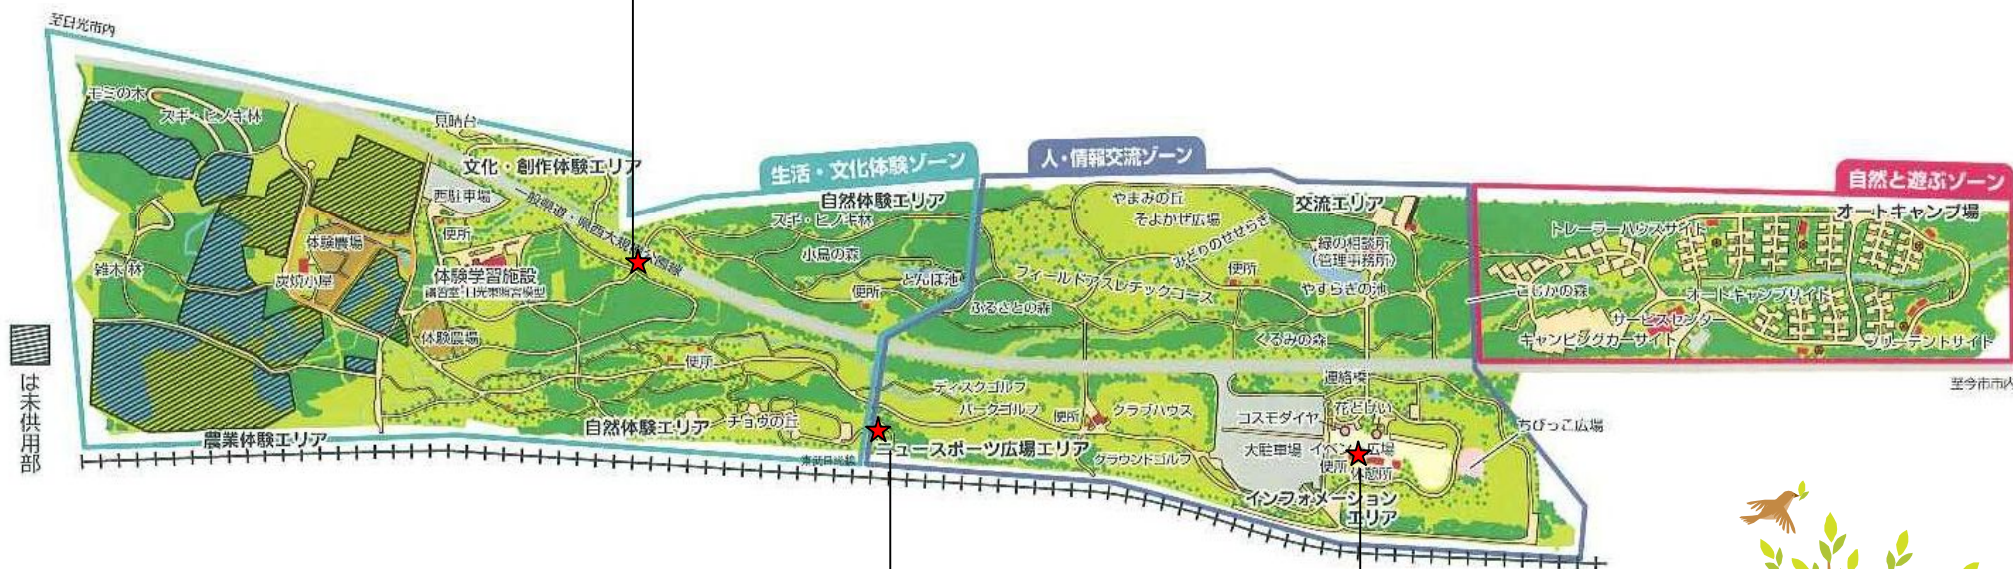 至日光市内
モミの木
スギ・ヒノキ林
見晴台
文化・創作体験エリア
西駐車場
便所
体験農場
炭焼小屋
雑木林
体験学習施設
講習室・日光東照宮模型
体験農場
農業体験エリア
は未供用部
生活・文化体験ゾーン
自然体験エリア
スギ・ヒノキ林
小鳥の森
とんぼ池
便所
便所
自然体験エリア
チョウの丘
東武日光線
人・情報交流ゾーン
やまみの丘
そよかぜ広場
みどりのせせらぎ
交流エリア
緑の相談所
(管理事務所)
便所
やすらぎの池
フィールドアスレチックコース
ふるさとの森
くるみの森
連絡橋
ディスクゴルフ
パークゴルフ
便所
クラブハウス
ニュースポーツ広場エリア
グラウンドゴルフ
コスモダイヤ
大駐車場
便所
休憩所
インフォメーション
エリア
ちびっこ広場
自然と遊ぶゾーン
オートキャンプ場
トレーラーハウスサイト
こじかの森
オートキャンプサイト
サービスセンター
キャンピングカーサイト
フリーテントサイト
至今市市内